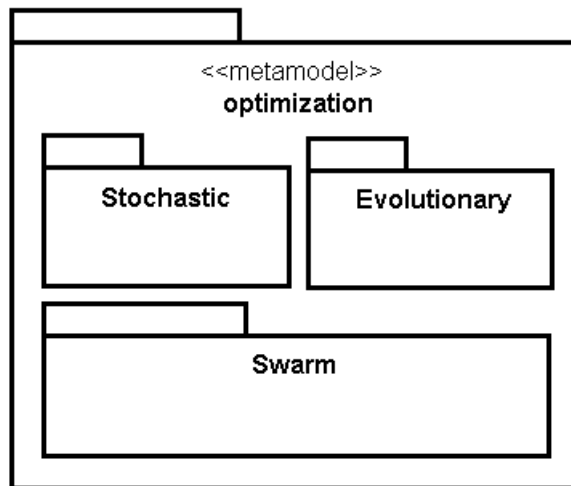 <<metamodel>>
optimization
Stochastic
Evolutionary
Swarm